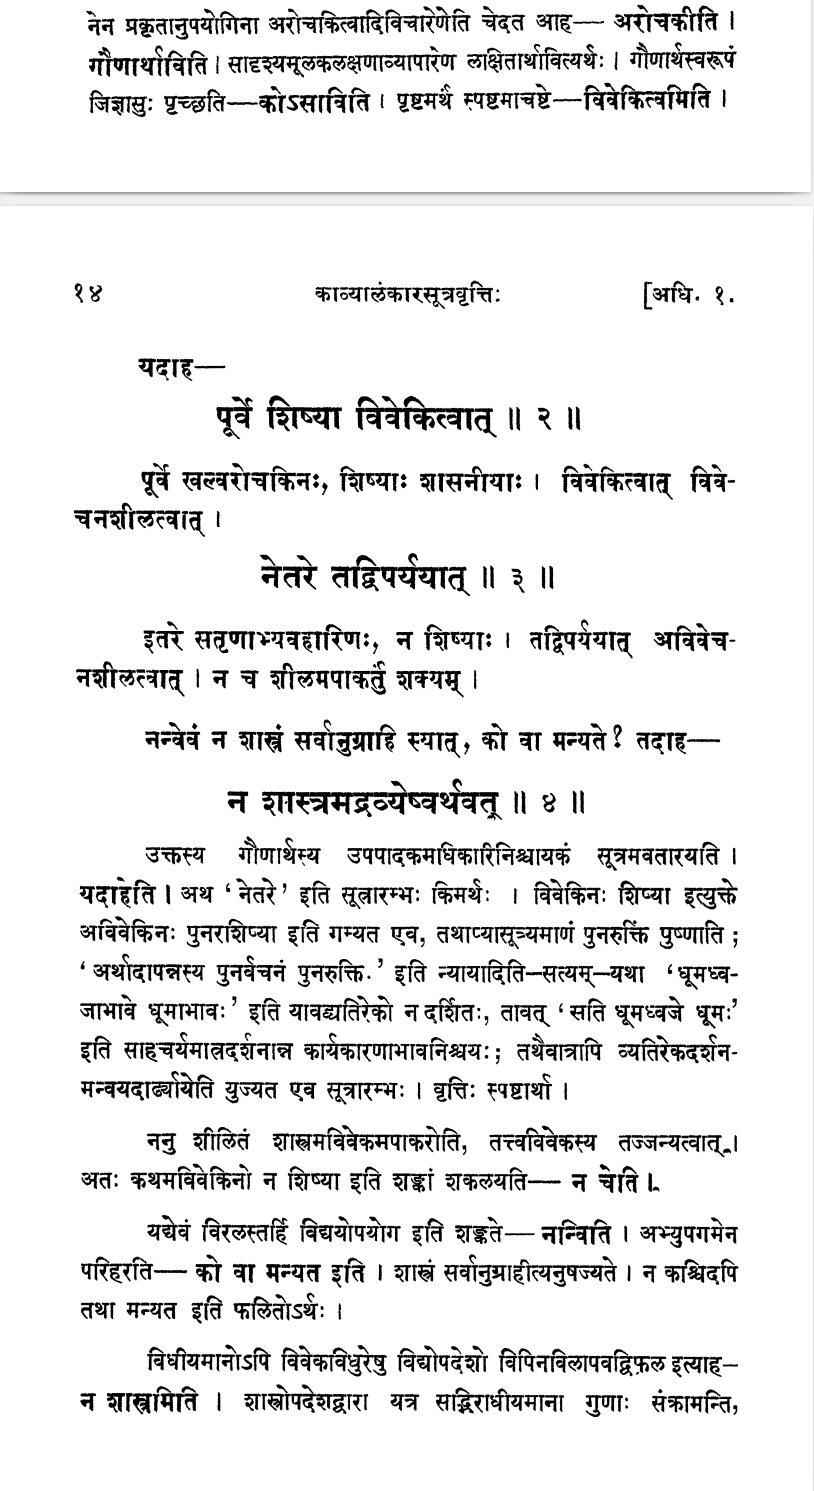 नेन प्रकृतानुपयोगिना अरोचकित्वादिविचारेणेति चेदत आह— अरोचकीति ।
गौणार्थाविति । सादृश्यमूलकलक्षणाव्यापारेण लाक्षितार्थावित्यर्थः । गौणार्थस्वरूपं
जिज्ञासुः पृच्छति—कोऽसाविति । पृष्टमर्थं स्पष्टमाचष्टे—विवेकित्वमिति ।
१४ काव्यालंकारसूत्रवृत्तिः [अधि. १.
यदाह—
पूर्वे शिष्या विवेकित्वात् ॥ २ ॥
पूर्वे खल्वरोचकिनः, शिष्याः शासनीयाः । विवेकित्वात् विवे-
चनशीलत्वात् ।
नेतरे तद्विपर्ययात् ॥ ३ ॥
इतरे सतृणाभ्यवहारिणः, न शिष्याः । तद्विपर्ययात् अविवेच-
नशीलत्वात् । न च शीलमपाकर्तुं शक्यम् ।
नन्वेवं न शास्त्रं सर्वानुग्राहि स्यात्, को वा मन्यते? तदाह—
न शास्त्रमद्रव्येष्वर्थवत् ॥ ४ ॥
उक्तस्य गौणार्थस्य उपपादकमधिकारिनिश्चायकं सूत्रमवतारयति ।
यदाहेति । अथ ‘ नेतरे ’ इति सूत्रारम्भः किमर्थः । विवेकिनः शिष्या इत्युक्ते
अविवेकिनः पुनरशिष्या इति गम्यत एव, तथाप्यासूत्र्यमाणं पुनरुक्तिं पुष्णाति ;
‘ अर्थादापन्नस्य पुनर्वचनं पुनरुक्ति. ’ इति न्यायादिति—सत्यम्—यथा ‘ धूमध्व-
जाभावे धूमाभावः ’ इति यावद्व्यतिरेको न दर्शितः, तावत् ‘ सति धूमध्वजे धूमः ’
इति साहचर्यमात्रदर्शनान्न कार्यकारणाभावनिश्चयः ; तथैवात्रापि व्यतिरेकदर्शन-
मन्वयदार्ढ्यायेति युज्यत एव सूत्रारम्भः । वृत्तिः स्पष्टार्था ।
ननु शीलितं शास्त्रमविवेकमपाकरोति, तत्त्वविवेकस्य तज्जन्यत्वात् ।
अतः कथमविवेकिनो न शिष्या इति शङ्कां शकलयति— न चेति ।
यद्येवं विरलस्तर्हि विद्ययोपयोग इति शङ्कते— नन्विति । अभ्युपगमेन
परिहरति— को वा मन्यत इति । शास्त्रं सर्वानुग्राहीत्यनुषज्यते । न कश्चिदपि
तथा मन्यत इति फलितोऽर्थः ।
विधीयमानोऽपि विवेकविधुरेषु विद्योपदेशो विपिनविलापवद्विफल इत्याह—
न शास्त्रमिति । शास्त्रोपदेशद्वारा यत्र सद्भिराधीयमाना गुणाः संक्रामन्ति,